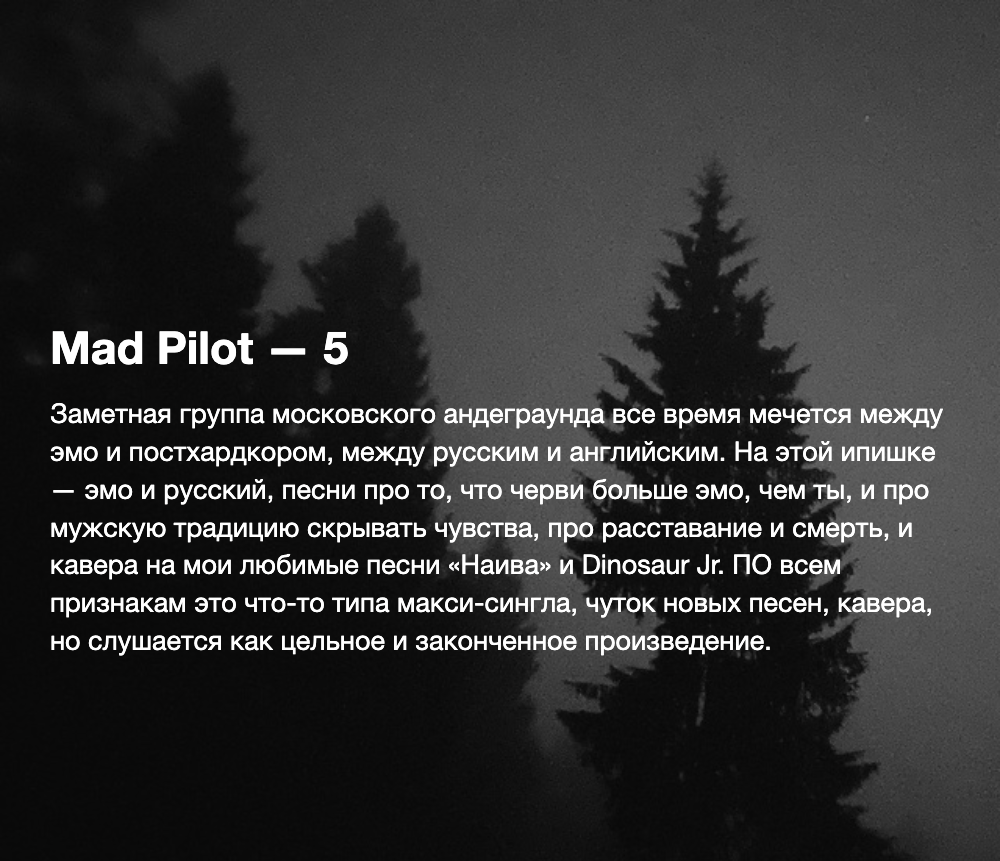 Mad Pilot — 5
Заметная группа московского андеграунда все время мечется между
эмо и постхардкором, между русским и английским. На этой ипишке
— эмо и русский, песни про то, что черви больше эмо, чем ты, и про
мужскую традицию скрывать чувства, про расставание и смерть, и
кавера на мои любимые песни «Наива» и Dinosaur Jr. ПО всем
признакам это что-то типа макси-сингла, чуток новых песен, кавера,
но слушается как цельное и законченное произведение.